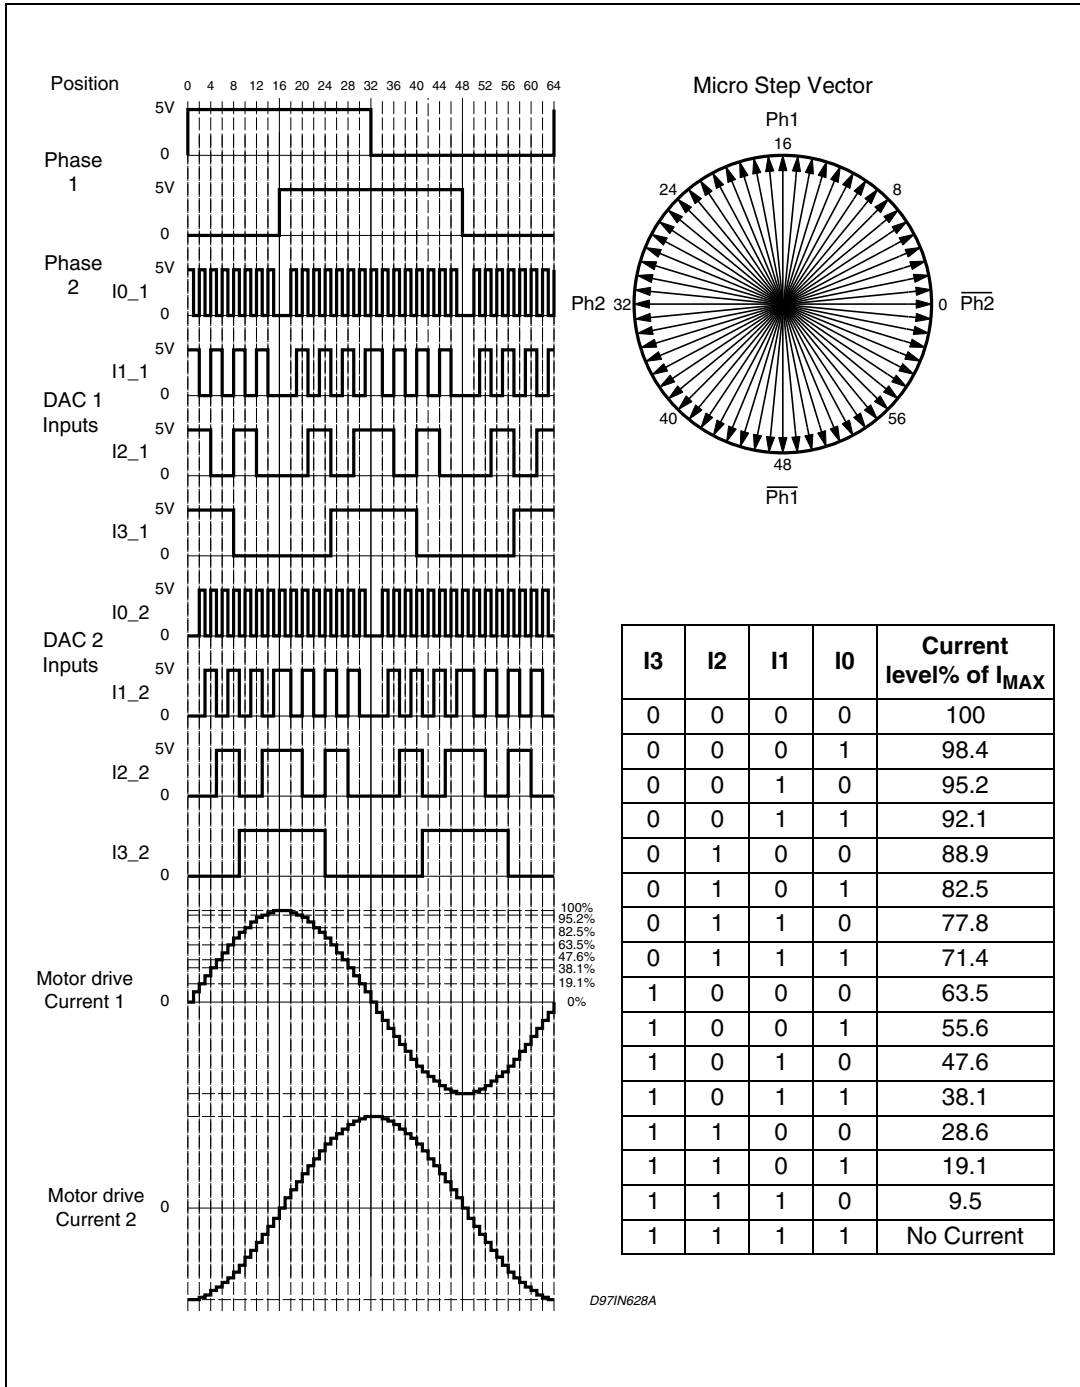 Position
0 4 8 12 16 20 24 28 32 36 40 44 48 52 56 60 64
5V
0
Phase
1
5V
0
Phase
2
I0_1
5V
0
I1_1
5V
0
DAC 1
Inputs
I2_1
5V
0
I3_1
5V
0
I0_2
5V
0
DAC 2
Inputs
I1_2
5V
0
I2_2
5V
0
I3_2
0
Motor drive
Current 1
0
100%
95.2%
82.5%
63.5%
47.6%
38.1%
19.1%
0%
Motor drive
Current 2
0
Micro Step Vector
Ph1
16
24
8
Ph2 32
0 P̅h̅2̅
40
56
48
P̅h̅1̅
I3 I2 I1 I0 Current level% of IMAX
0 0 0 0 100
0 0 0 1 98.4
0 0 1 0 95.2
0 0 1 1 92.1
0 1 0 0 88.9
0 1 0 1 82.5
0 1 1 0 77.8
0 1 1 1 71.4
1 0 0 0 63.5
1 0 0 1 55.6
1 0 1 0 47.6
1 0 1 1 38.1
1 1 0 0 28.6
1 1 0 1 19.1
1 1 1 0 9.5
1 1 1 1 No Current
D97IN628A